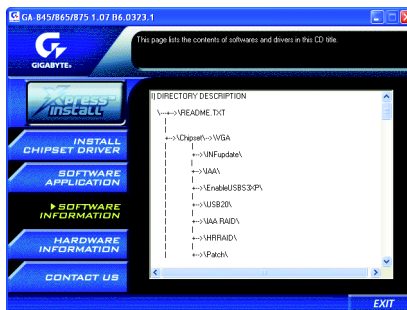 GA-845/865/875 1.07 B6.0323.1
GIGABYTE
This page lists the contents of softwares and drivers in this CD title.
Xpress
INSTALL
INSTALL
CHIPSET DRIVER
SOFTWARE
APPLICATION
SOFTWARE
INFORMATION
HARDWARE
INFORMATION
CONTACT US
I) DIRECTORY DESCRIPTION
\--+-->\README.TXT
+-->\Chipset\-->\VGA
+-->\INFupdate\
+-->\IAA\
+-->\EnableUSBS3XP\
+-->\USB20\
+-->\IAA RAID\
+-->\HRRAID\
+-->\Patch\
EXIT